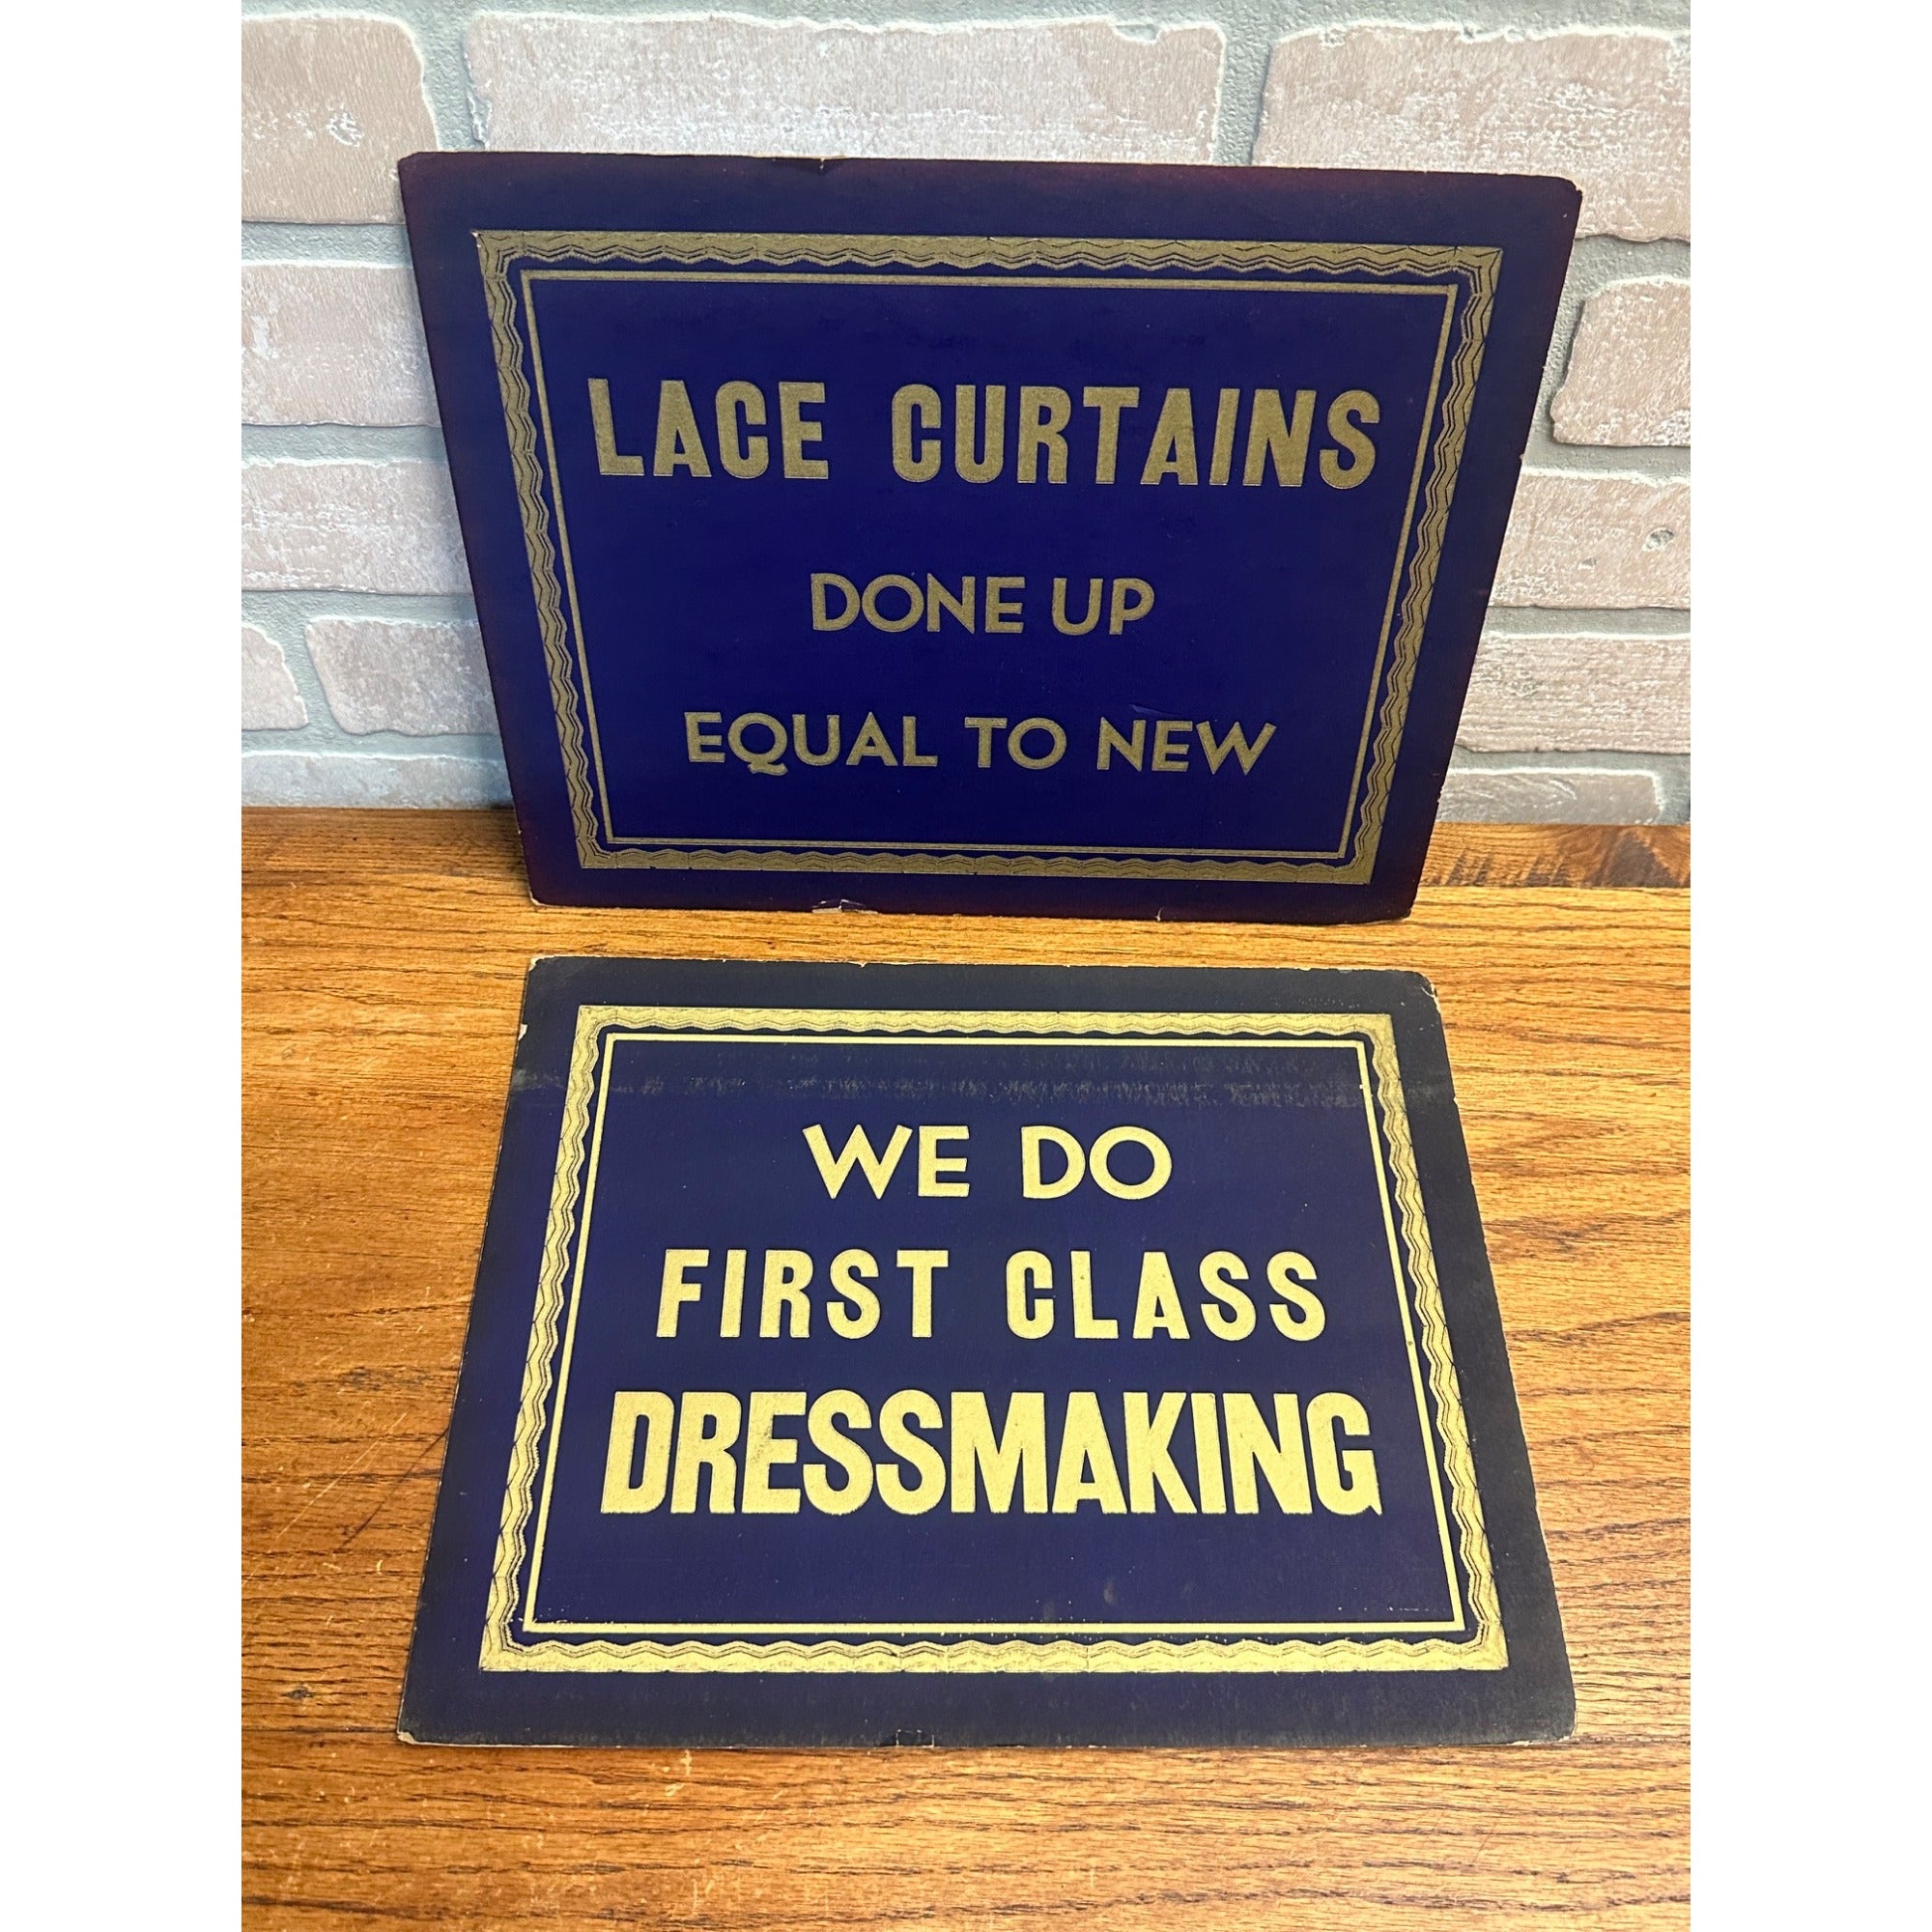 LACE CURTAINS
DONE UP
EQUAL TO NEW
WE DO
FIRST CLASS
DRESSMAKING